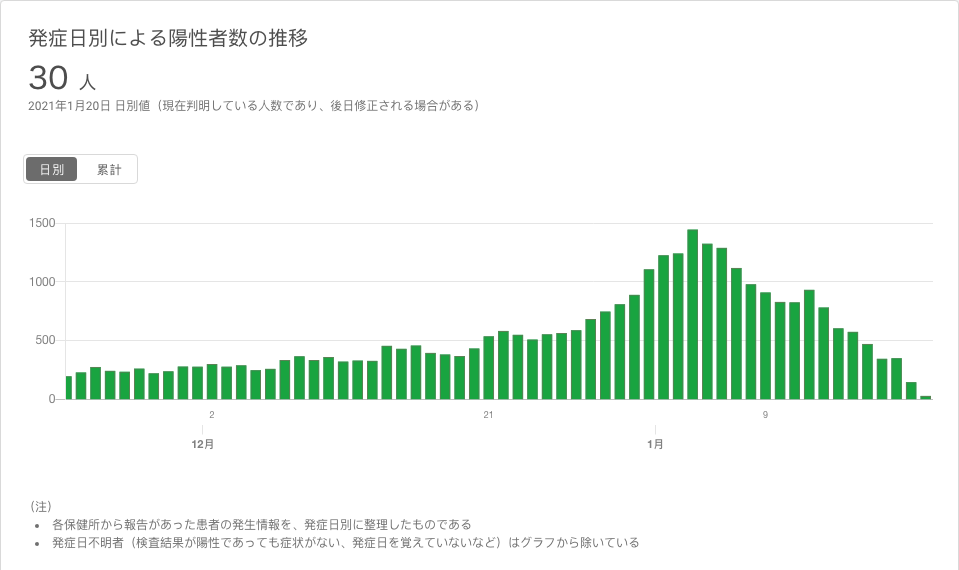 発症日別による陽性者数の推移
30 人
2021年1月20日 日別値（現在判明している人数であり、後日修正される場合がある）
日別 累計
1500
1000
500
0
2 21 9
12月 1月
（注）
• 各保健所から報告があった患者の発生情報を、発症日別に整理したものである
• 発症日不明者（検査結果が陽性であっても症状がない、発症日を覚えていないなど）はグラフから除いている